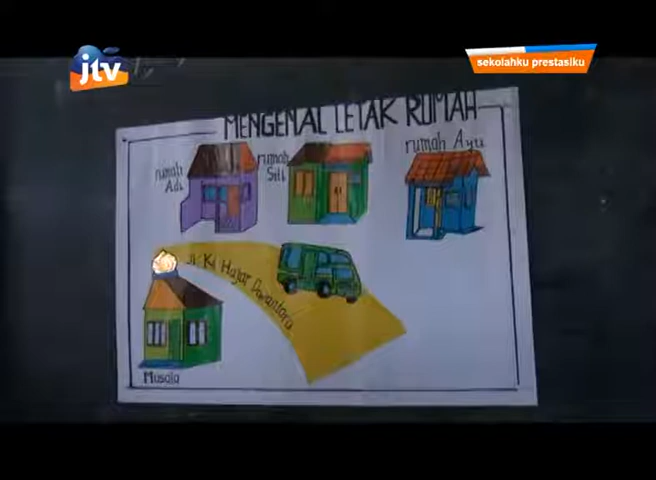 jtv
sekolahku prestasiku
MENGENAL LETAK RUMAH
rumah
Adi
rumah
Siti
rumah Ayu
Jl. Ki Hajar Dewantara
Musola